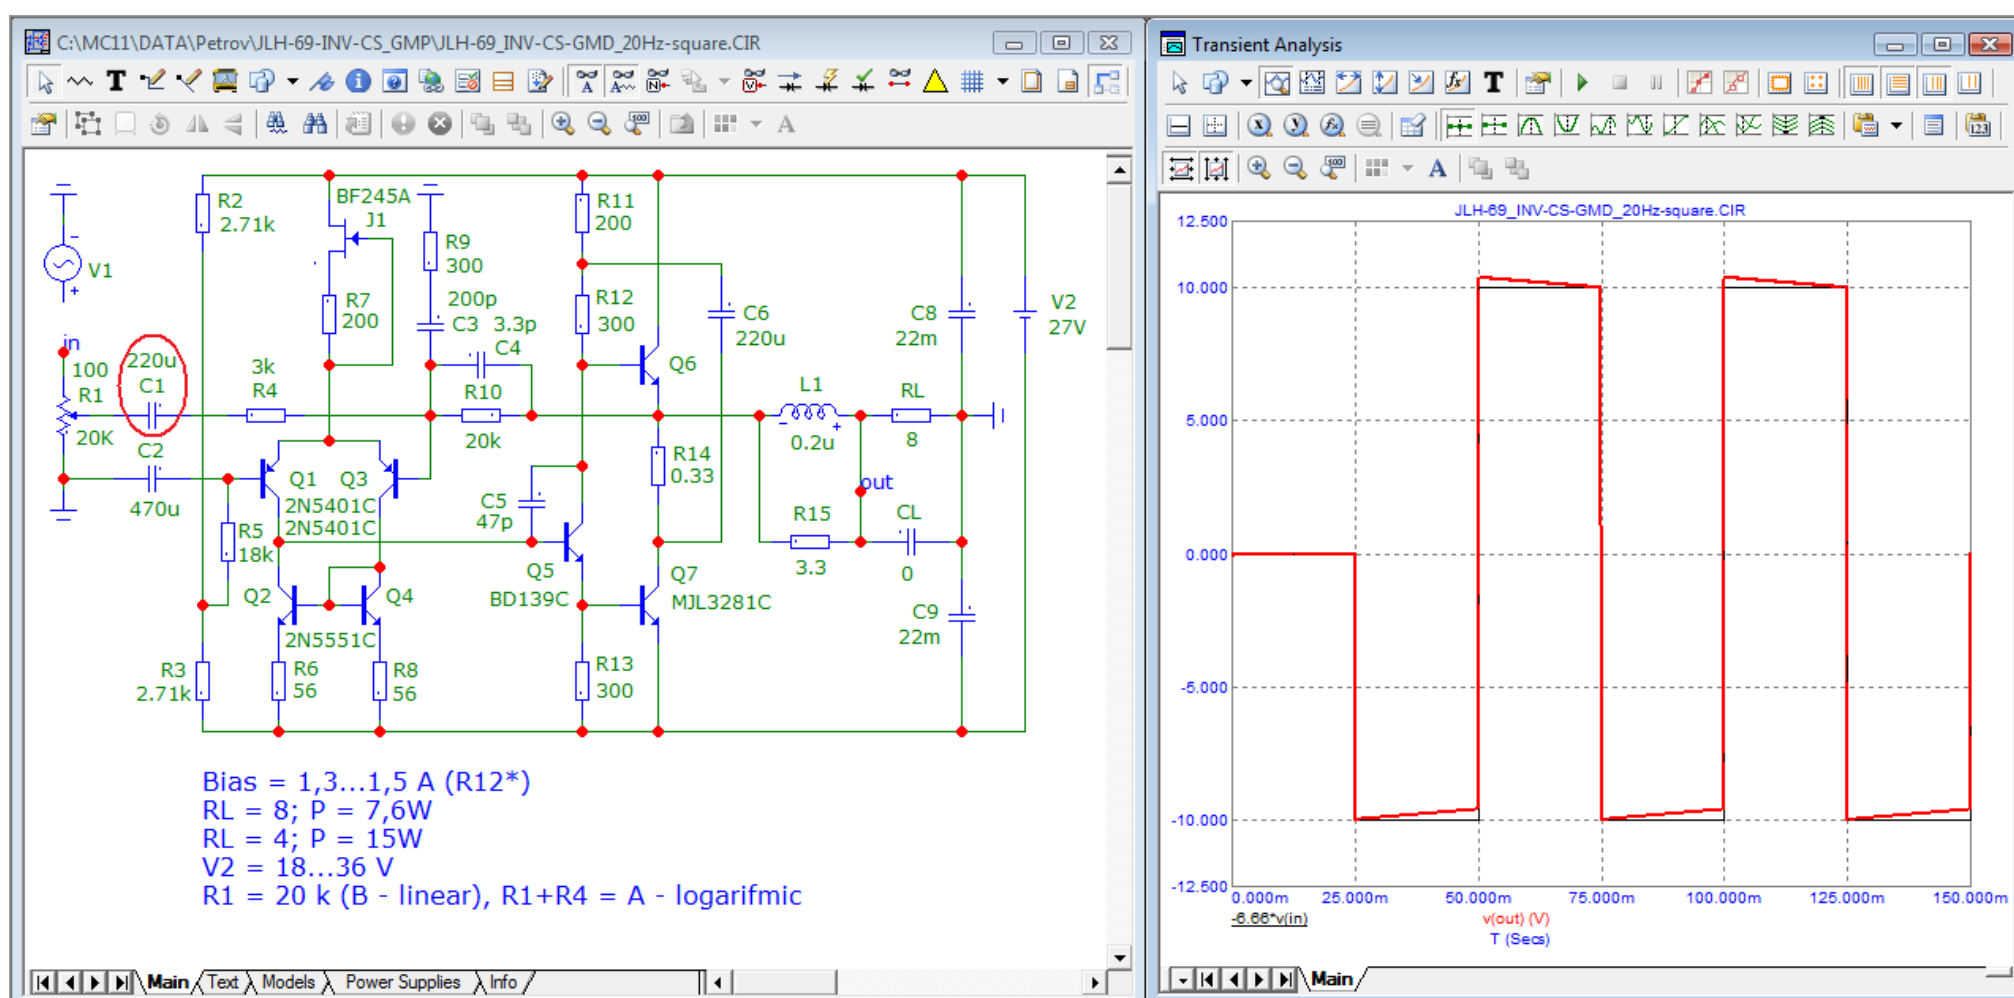 C:\MC11\DATA\Petrov\JLH-69-INV-CS_GMP\JLH-69_INV-CS-GMD_20Hz-square.CIR
R2
2.71k
BF245A
J1
R11
200
R9
300
V1
R7
200
R12
300
200p
C3
3.3p
C4
C6
220u
C8
22m
V2
27V
in
100
R1
20K
220u
C1
3k
R4
R10
20k
Q6
L1
0.2u
RL
8
C2
470u
Q1
Q3
2N5401C
2N5401C
R14
0.33
out
C5
47p
R5
18k
R15
3.3
CL
0
Q5
BD139C
Q7
MJL3281C
Q2
Q4
2N5551C
C9
22m
R3
2.71k
R6
56
R8
56
R13
300
Bias = 1,3...1,5 A (R12*)
RL = 8; P = 7,6W
RL = 4; P = 15W
V2 = 18...36 V
R1 = 20 k (B - linear), R1+R4 = A - logarifmic
Main
Text
Models
Power Supplies
Info
Transient Analysis
JLH-69_INV-CS-GMD_20Hz-square.CIR
12.500
10.000
5.000
0.000
-5.000
-10.000
-12.500
0.000m 25.000m 50.000m 75.000m 100.000m 125.000m 150.000m
-6.66*v(in)
v(out) (V)
T (Secs)
Main